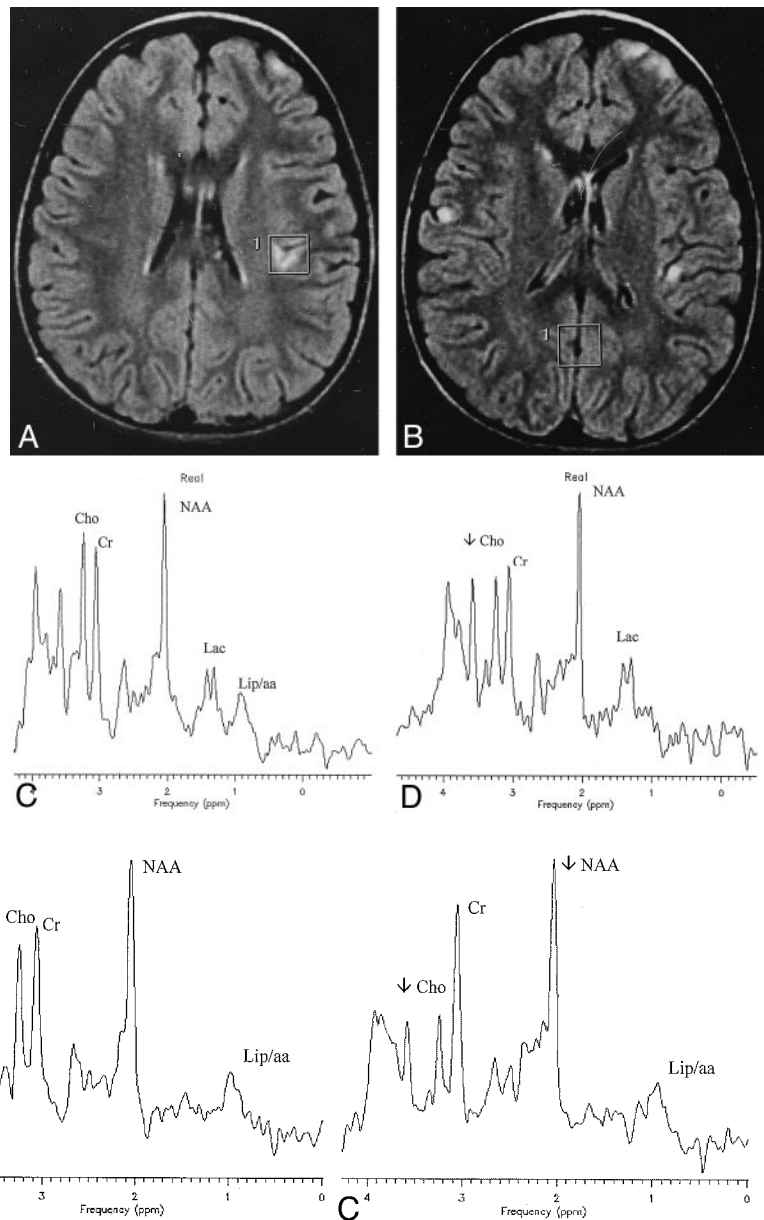 1
1
A
B
Real
NAA
Cho
Cr
Lac
Lip/aa
4 3 2 1 0
Frequency (ppm)
C
Real
NAA
↓ Cho
Cr
Lac
4 3 2 1 0
Frequency (ppm)
D
NAA
Cho
Cr
Lip/aa
3 2 1 0
Frequency (ppm)
↓ NAA
Cr
↓ Cho
Lip/aa
4 3 2 1 0
Frequency (ppm)
C